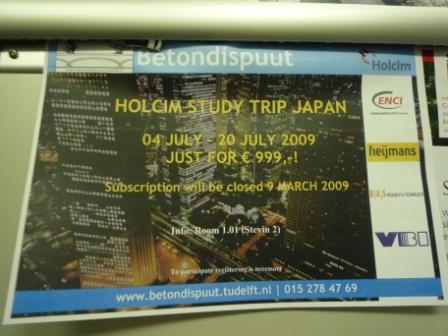 Betondispuut
Holcim
HOLCIM STUDY TRIP JAPAN
ENCI
04 JULY - 20 JULY 2009
JUST FOR € 999,-!
heijmans
Subscription will be closed 9 MARCH 2009
RESEARCH & TECHNOLOGY
Info: Room 1.01 (Stevin 2)
VBI
To participate registering is necessary
www.betondispuut.tudelft.nl | 015 278 47 69